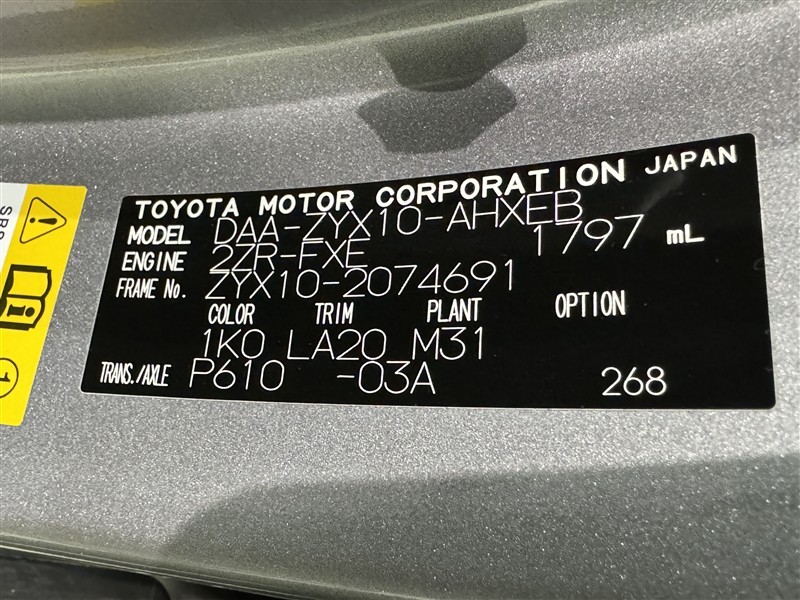 TOYOTA MOTOR CORPORATION JAPAN
MODEL DAA-ZYX10-AHXEB
ENGINE 2ZR-FXE 1797 mL
FRAME No. ZYX10-2074691
COLOR TRIM PLANT OPTION
1K0 LA20 M31
TRANS./AXLE P610 -03A 268
SRS